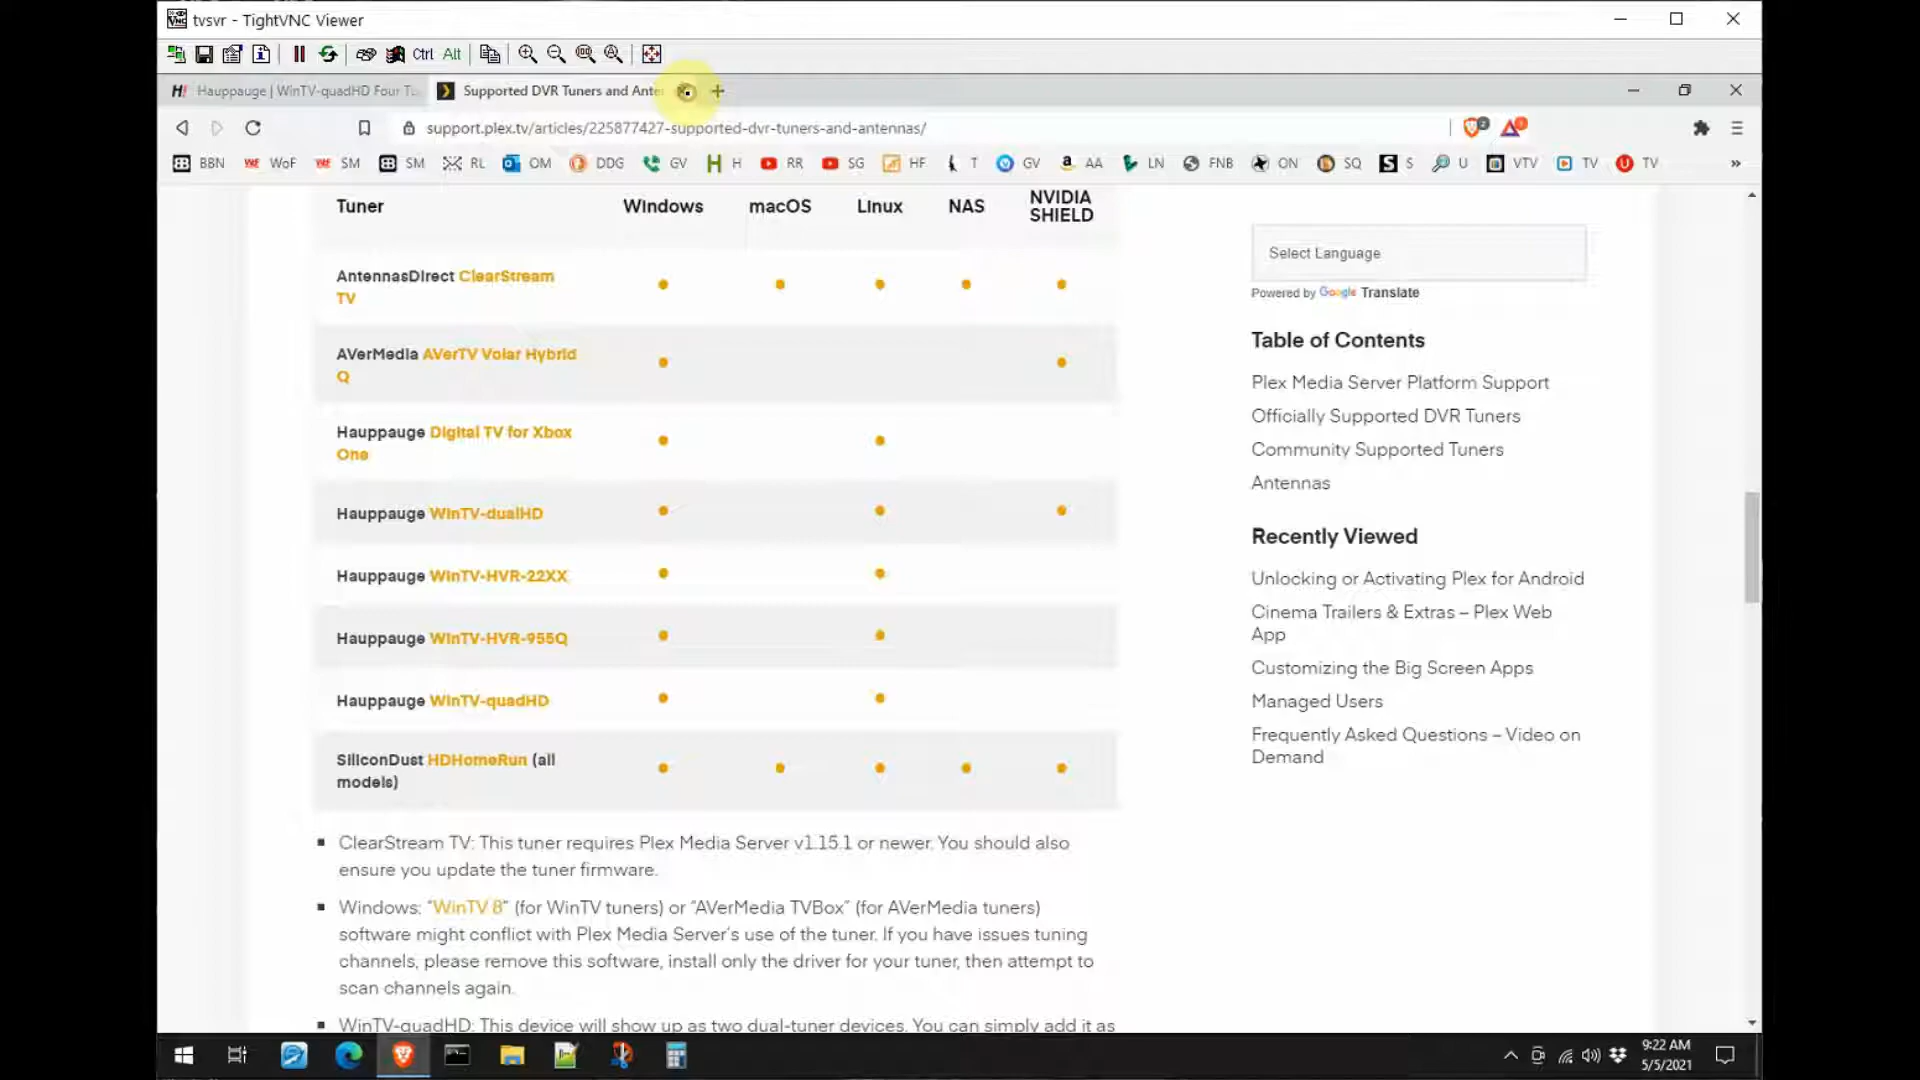 tvsvr - TightVNC Viewer
Ctrl Alt
Hauppauge | WinTV-quadHD Four Tu
Supported DVR Tuners and Ante
support.plex.tv/articles/225877427-supported-dvr-tuners-and-antennas/
BBN WoF SM SM RL OM DDG GV H RR SG HF T GV AA LN FNB ON SQ S U VTV TV TV »
Tuner Windows macOS Linux NAS NVIDIA SHIELD
AntennasDirect ClearStream
TV
AVerMedia AVerTV Volar Hybrid
Q
Hauppauge Digital TV for Xbox
One
Hauppauge WinTV-dualHD
Hauppauge WinTV-HVR-22XX
Hauppauge WinTV-HVR-955Q
Hauppauge WinTV-quadHD
SiliconDust HDHomeRun (all
models)
▪ ClearStream TV: This tuner requires Plex Media Server v1.15.1 or newer. You should also
ensure you update the tuner firmware.
▪ Windows: “WinTV 8” (for WinTV tuners) or “AVerMedia TVBox” (for AVerMedia tuners)
software might conflict with Plex Media Server’s use of the tuner. If you have issues tuning
channels, please remove this software, install only the driver for your tuner, then attempt to
scan channels again.
▪ WinTV-quadHD: This device will show up as two dual-tuner devices. You can simply add it as
Select Language
Powered by Google Translate
Table of Contents
Plex Media Server Platform Support
Officially Supported DVR Tuners
Community Supported Tuners
Antennas
Recently Viewed
Unlocking or Activating Plex for Android
Cinema Trailers & Extras – Plex Web
App
Customizing the Big Screen Apps
Managed Users
Frequently Asked Questions – Video on
Demand
9:22 AM
5/5/2021